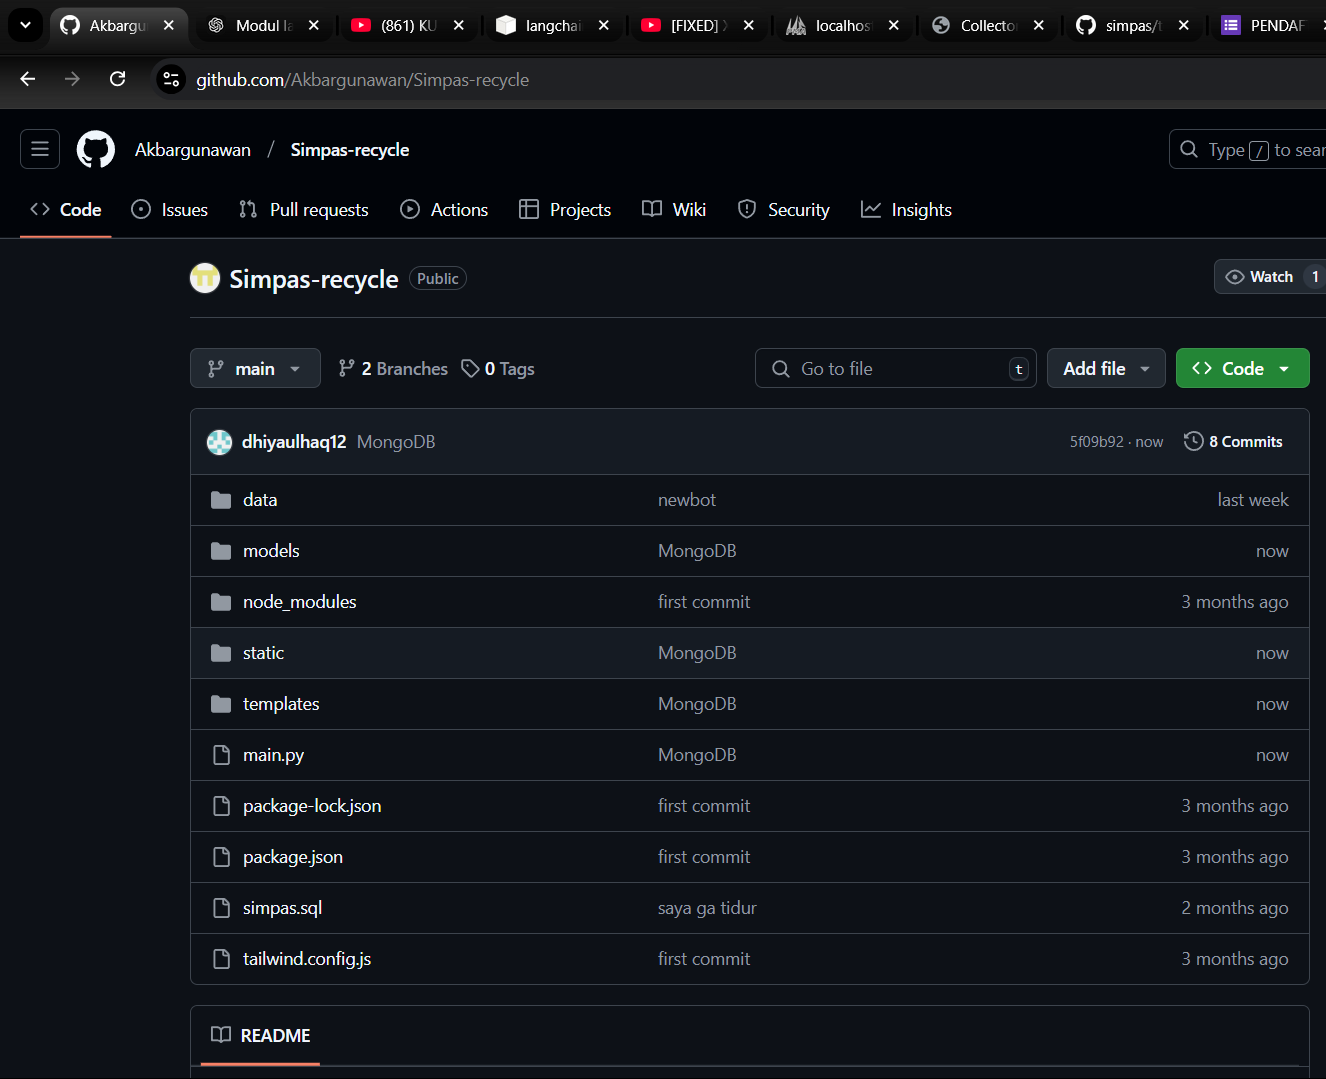 Akbargu
Modul la
(861) KU
langchai
[FIXED]
localhos
Collecto
simpas/t
PENDAF
github.com/Akbargunawan/Simpas-recycle
Akbargunawan / Simpas-recycle
Type / to sear
Code
Issues
Pull requests
Actions
Projects
Wiki
Security
Insights
Simpas-recycle Public
Watch 1
main
2 Branches
0 Tags
Go to file t
Add file
Code
dhiyaulhaq12 MongoDB 5f09b92 · now 8 Commits
data newbot last week
models MongoDB now
node_modules first commit 3 months ago
static MongoDB now
templates MongoDB now
main.py MongoDB now
package-lock.json first commit 3 months ago
package.json first commit 3 months ago
simpas.sql saya ga tidur 2 months ago
tailwind.config.js first commit 3 months ago
README